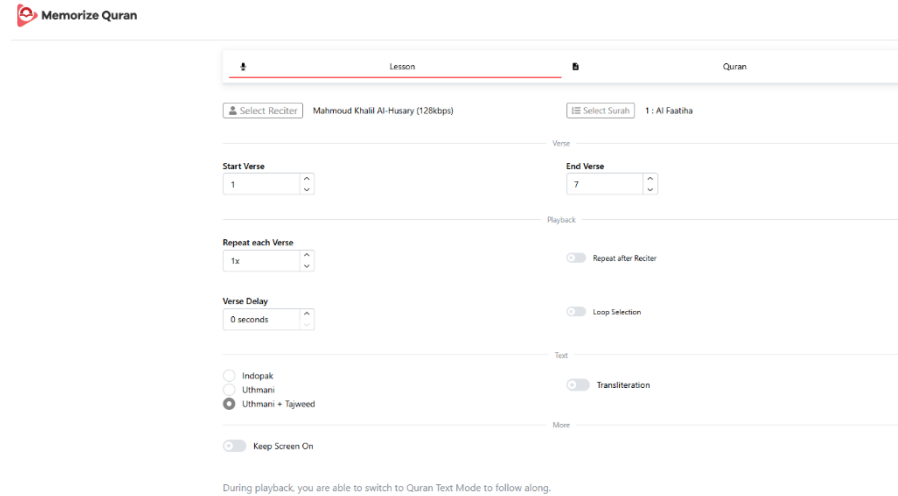 Memorize Quran
Lesson
Quran
Select Reciter Mahmoud Khalil Al-Husary (128kbps)
Select Surah 1 : Al Faatiha
Verse
Start Verse
1
End Verse
7
Playback
Repeat each Verse
1x
Repeat after Reciter
Verse Delay
0 seconds
Loop Selection
Text
Indopak
Uthmani
Uthmani + Tajweed
Transliteration
More
Keep Screen On
During playback, you are able to switch to Quran Text Mode to follow along.